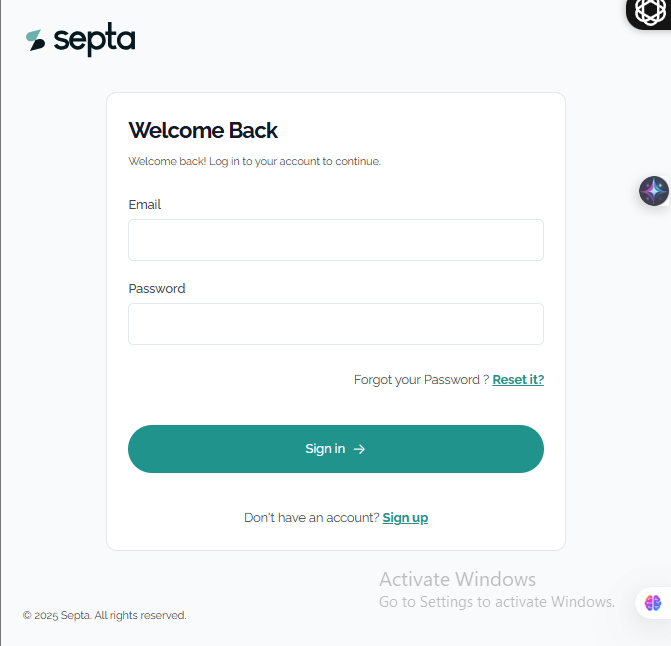 septa
Welcome Back
Welcome back! Log in to your account to continue.
Email
Password
Forgot your Password ? Reset it?
Sign in →
Don't have an account? Sign up
Activate Windows
Go to Settings to activate Windows.
© 2025 Septa. All rights reserved.